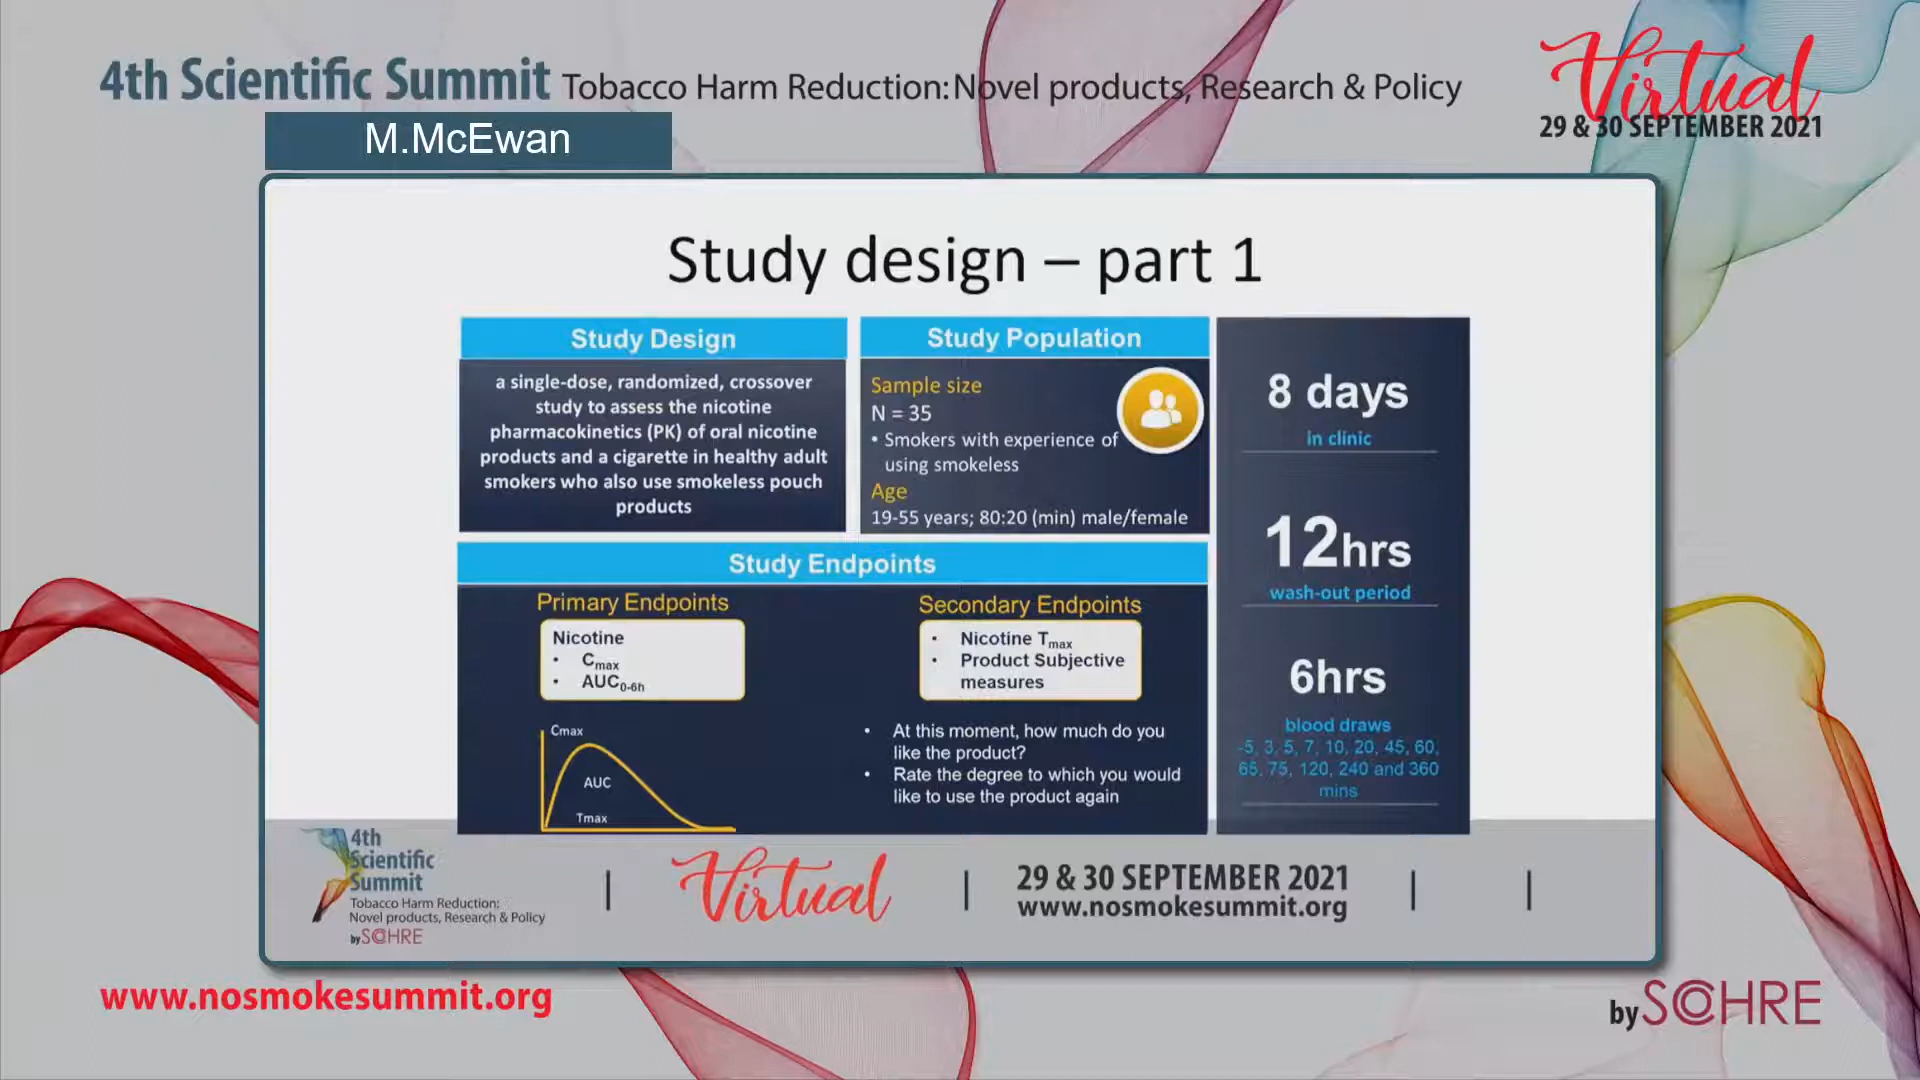 4th Scientific Summit Tobacco Harm Reduction: Novel products, Research & Policy
Virtual
29 & 30 SEPTEMBER 2021
M.McEwan
Study design – part 1
Study Design
a single-dose, randomized, crossover
study to assess the nicotine
pharmacokinetics (PK) of oral nicotine
products and a cigarette in healthy adult
smokers who also use smokeless pouch
products
Study Population
Sample size
N = 35
• Smokers with experience of
using smokeless
Age
19-55 years; 80:20 (min) male/female
8 days
in clinic
12hrs
wash-out period
6hrs
blood draws
-5, 3, 5, 7, 10, 20, 45, 60,
65, 75, 120, 240 and 360
mins
Study Endpoints
Primary Endpoints
Nicotine
• Cmax
• AUC0-6h
Cmax
AUC
Tmax
Secondary Endpoints
• Nicotine Tmax
• Product Subjective
measures
• At this moment, how much do you
like the product?
• Rate the degree to which you would
like to use the product again
4th
Scientific
Summit
Tobacco Harm Reduction:
Novel products, Research & Policy
by SCOHRE
Virtual
29 & 30 SEPTEMBER 2021
www.nosmokesummit.org
www.nosmokesummit.org
by SCOHRE